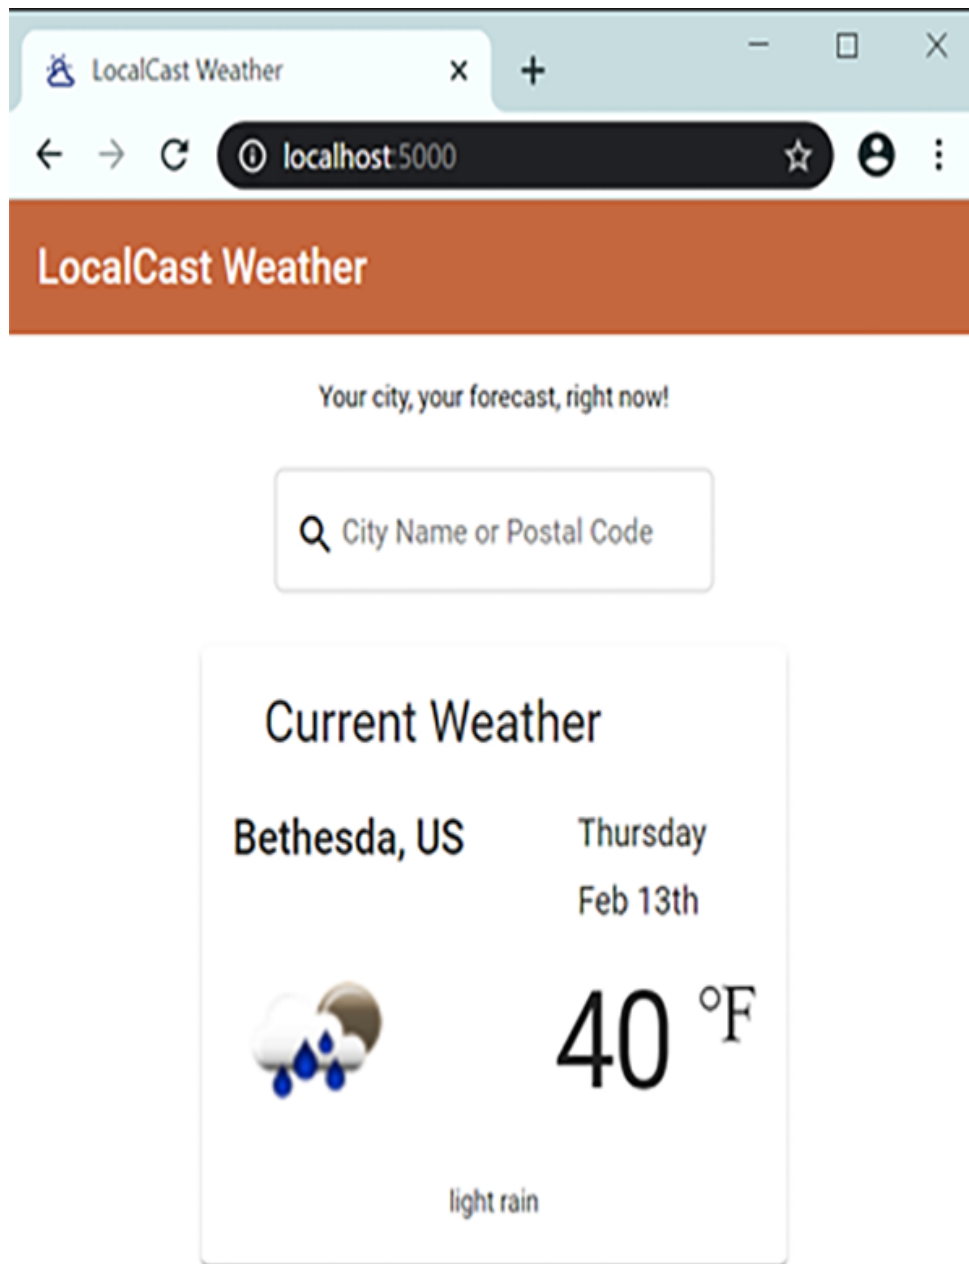 LocalCast Weather
localhost:5000
LocalCast Weather
Your city, your forecast, right now!
City Name or Postal Code
Current Weather
Bethesda, US
Thursday
Feb 13th
40 °F
light rain